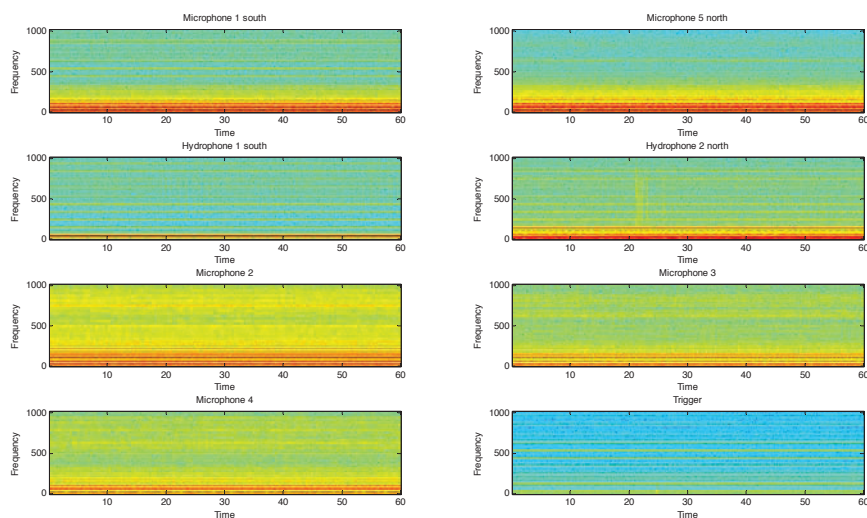 Microphone 1 south
Frequency
1000
500
0
10 20 30 40 50 60
Time
Microphone 5 north
Frequency
1000
500
0
10 20 30 40 50 60
Time
Hydrophone 1 south
Frequency
1000
500
0
10 20 30 40 50 60
Time
Hydrophone 2 north
Frequency
1000
500
0
10 20 30 40 50 60
Time
Microphone 2
Frequency
1000
500
0
10 20 30 40 50 60
Time
Microphone 3
Frequency
1000
500
0
10 20 30 40 50 60
Time
Microphone 4
Frequency
1000
500
0
10 20 30 40 50 60
Time
Trigger
Frequency
1000
500
0
10 20 30 40 50 60
Time